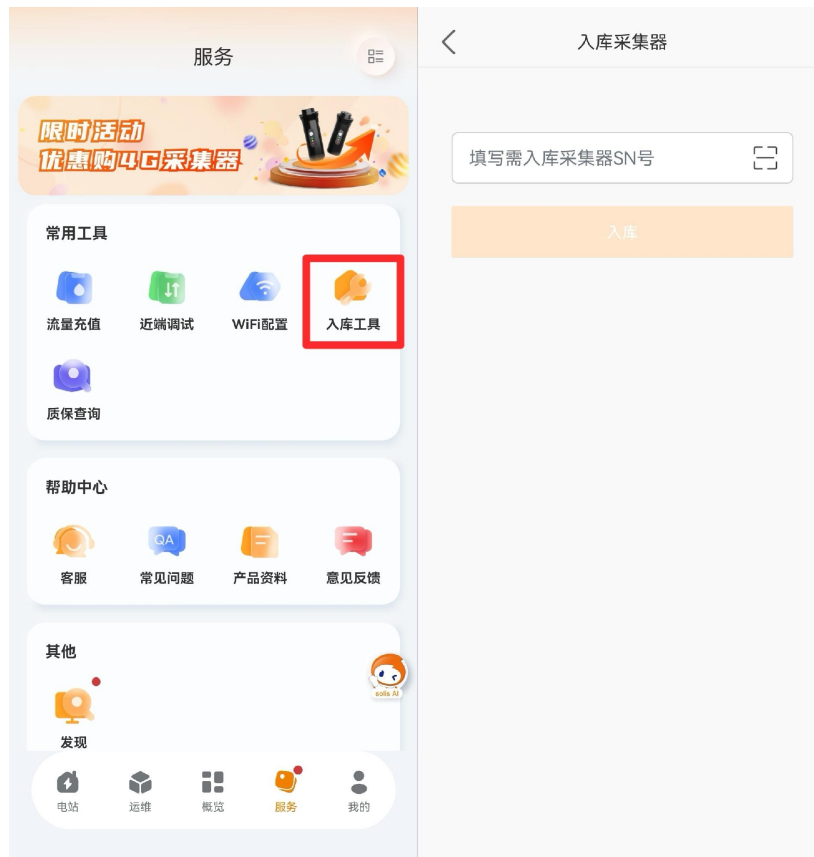 服务
限时活动
优惠购4G采集器
常用工具
流量充值
近端调试
WiFi配置
入库工具
质保查询
帮助中心
QA
客服
常见问题
产品资料
意见反馈
其他
solis AI
发现
电站
运维
概览
服务
我的
入库采集器
填写需入库采集器SN号
入库